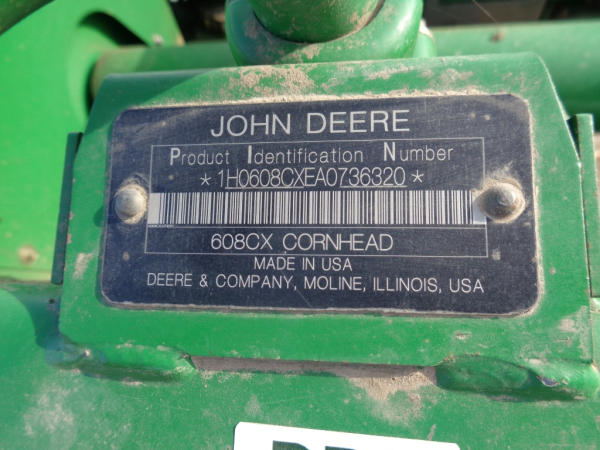 JOHN DEERE
Product Identification Number
*1H0608CXEA0736320*
608CX CORNHEAD
MADE IN USA
DEERE & COMPANY, MOLINE, ILLINOIS, USA